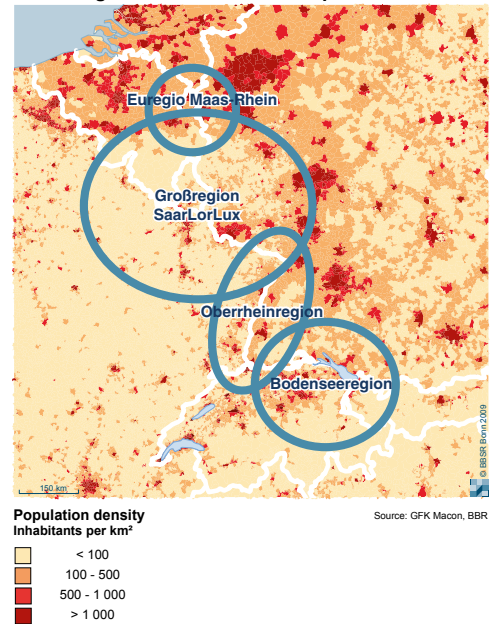 Euregio Maas-Rhein
Großregion
SaarLorLux
Oberrheinregion
Bodenseeregion
150 km
© BBSR Bonn 2009
Population density
Inhabitants per km²
Source: GFK Macon, BBR
< 100
100 - 500
500 - 1 000
> 1 000